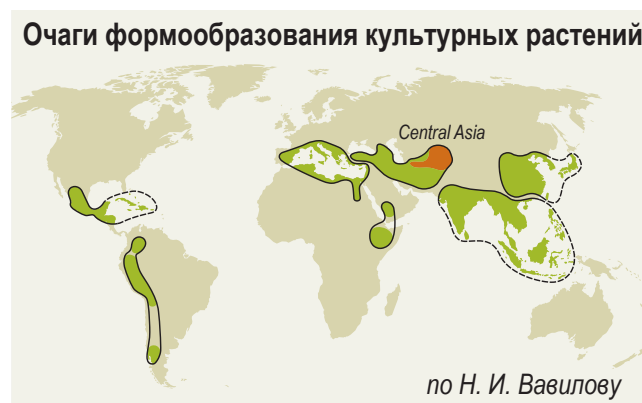 Очаги формообразования культурных растений
Central Asia
по Н. И. Вавилову